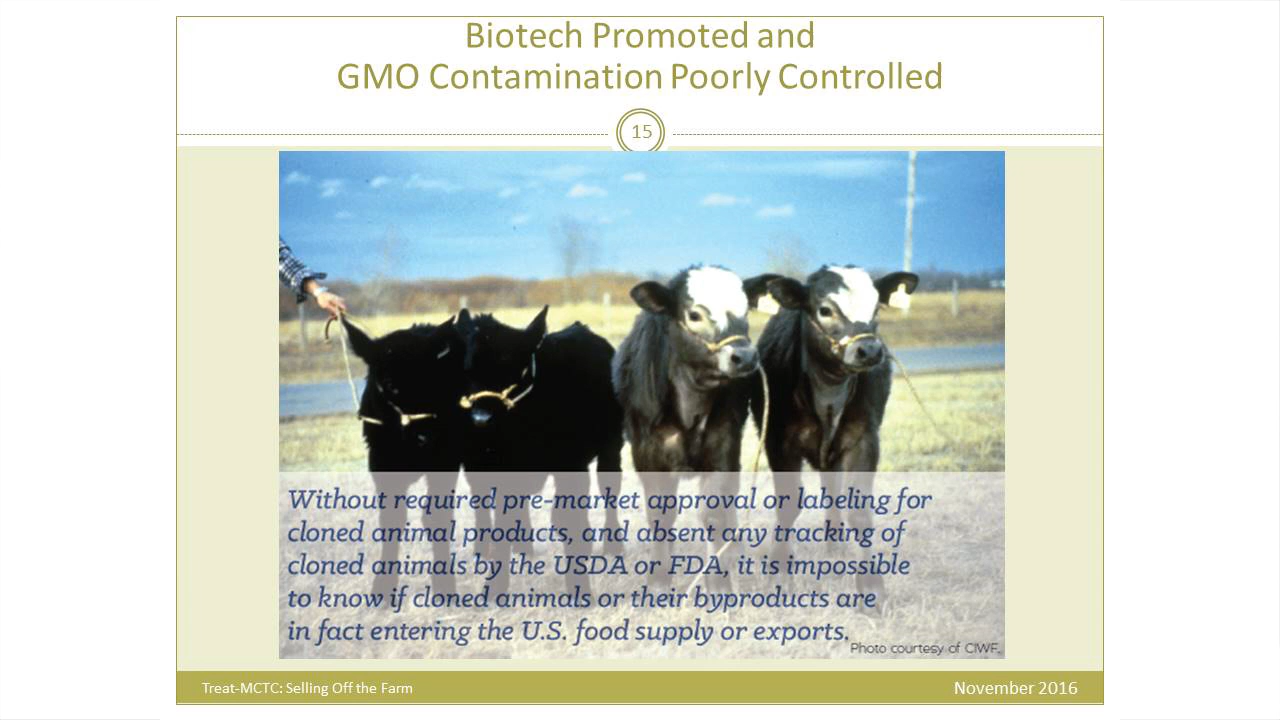 Biotech Promoted and
GMO Contamination Poorly Controlled
15
Without required pre-market approval or labeling for
cloned animal products, and absent any tracking of
cloned animals by the USDA or FDA, it is impossible
to know if cloned animals or their byproducts are
in fact entering the U.S. food supply or exports.
Photo courtesy of CIWF.
Treat-MCTC: Selling Off the Farm
November 2016